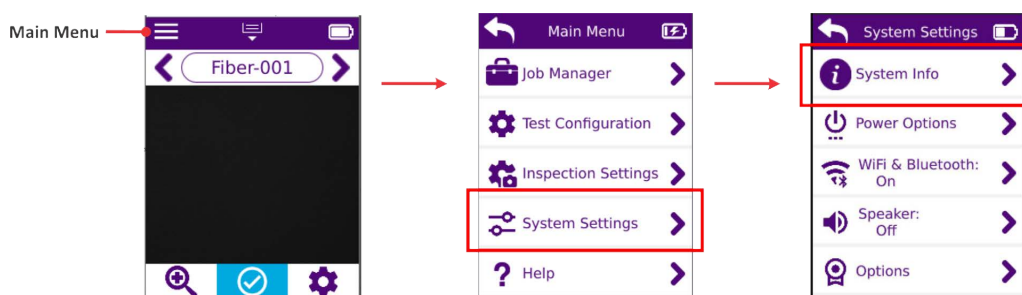 Main Menu
Fiber-001
Main Menu
Job Manager
Test Configuration
Inspection Settings
System Settings
Help
System Settings
System Info
Power Options
WiFi & Bluetooth:
On
Speaker:
Off
Options